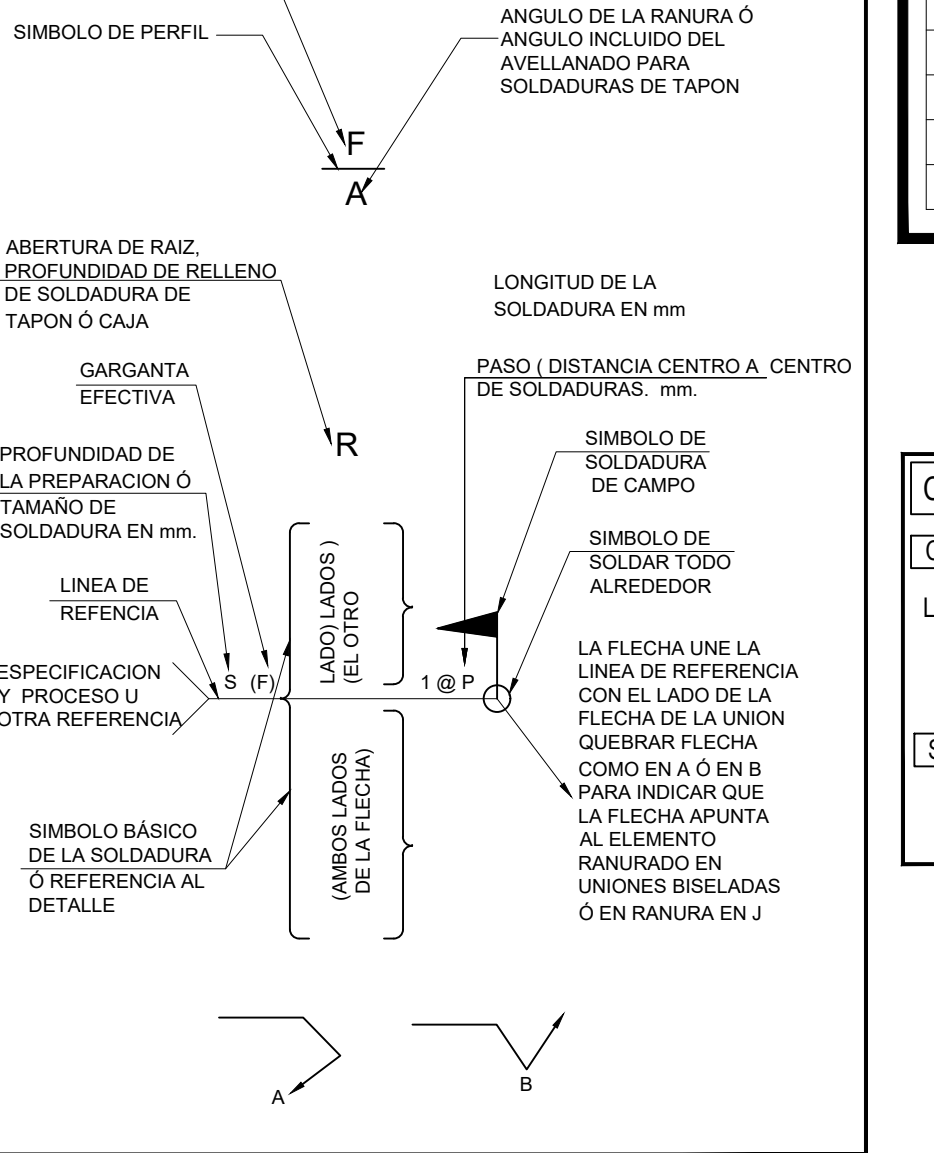 SIMBOLO DE PERFIL
ANGULO DE LA RANURA Ó
ANGULO INCLUIDO DEL
AVELLANADO PARA
SOLDADURAS DE TAPON
F
A
ABERTURA DE RAIZ,
PROFUNDIDAD DE RELLENO
DE SOLDADURA DE
TAPON Ó CAJA
LONGITUD DE LA
SOLDADURA EN mm
GARGANTA
EFECTIVA
PASO ( DISTANCIA CENTRO A CENTRO
DE SOLDADURAS. mm.
R
PROFUNDIDAD DE
LA PREPARACION Ó
TAMAÑO DE
SOLDADURA EN mm.
SIMBOLO DE
SOLDADURA
DE CAMPO
SIMBOLO DE
SOLDAR TODO
ALREDEDOR
LINEA DE
REFENCIA
LADO) LADOS )
(EL OTRO
ESPECIFICACION
Y PROCESO U
OTRA REFERENCIA
S (F)
1 @ P
LA FLECHA UNE LA
LINEA DE REFERENCIA
CON EL LADO DE LA
FLECHA DE LA UNION
QUEBRAR FLECHA
COMO EN A Ó EN B
PARA INDICAR QUE
LA FLECHA APUNTA
AL ELEMENTO
RANURADO EN
UNIONES BISELADAS
Ó EN RANURA EN J
(AMBOS LADOS
DE LA FLECHA)
SIMBOLO BÁSICO
DE LA SOLDADURA
Ó REFERENCIA AL
DETALLE
A
B
L